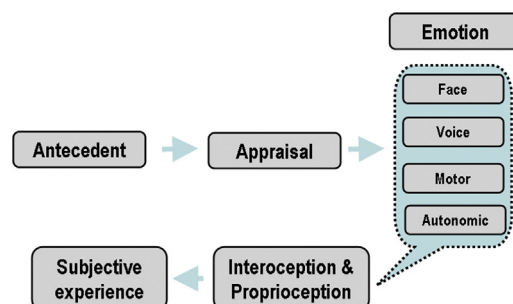 Emotion
Face
Voice
Antecedent
Appraisal
Motor
Autonomic
Subjective
experience
Interoception &
Proprioception